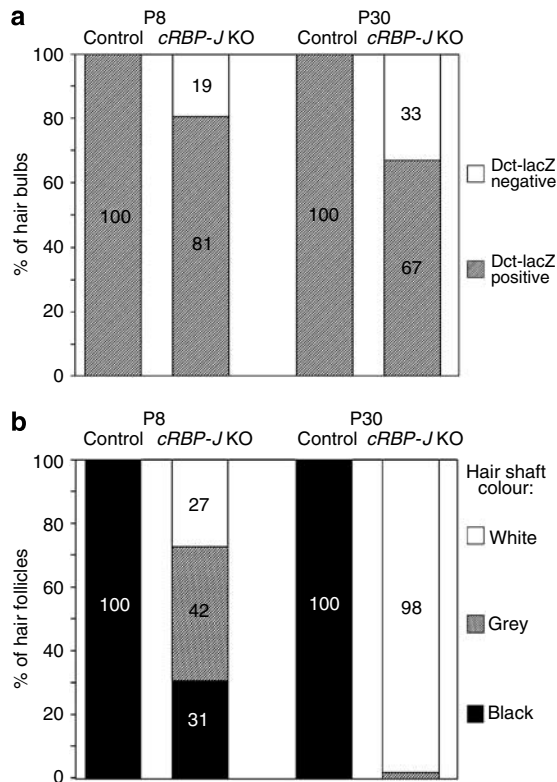 a
P8 P30
Control cRBP-J KO Control cRBP-J KO
% of hair bulbs
100
80
60
40
20
0
100
19
81
100
33
67
Dct-lacZ
negative
Dct-lacZ
positive
b
P8 P30
Control cRBP-J KO Control cRBP-J KO
% of hair follicles
100
80
60
40
20
0
100
27
42
31
100
98
Hair shaft
colour:
White
Grey
Black